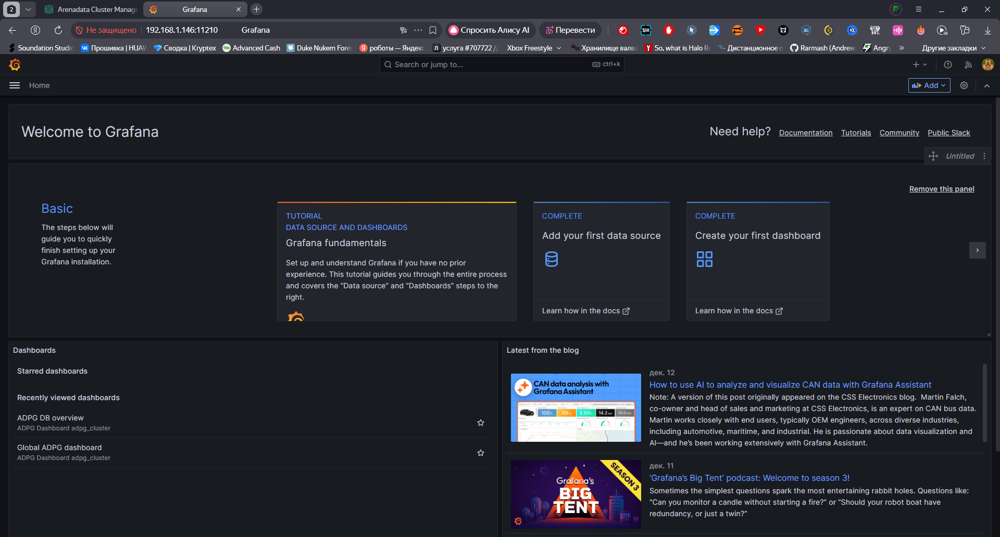 2
Arenadata Cluster Manage
Grafana
Не защищено
192.168.1.146:11210
Grafana
Спросить Алису AI
Перевести
Soundation Studio
Прошивка | HUAW
Сводка | Kryptex
Advanced Cash
Duke Nukem Forev
роботы — Яндекс
услуга #707722 //
Xbox Freestyle
Хранилище валва
So, what is Halo Re
Дистанционное о
Rarmash (Andrew
Angry
»
Другие закладки
Search or jump to...
ctrl+k
Home
Add
Welcome to Grafana
Need help?
Documentation
Tutorials
Community
Public Slack
Untitled
Remove this panel
Basic
The steps below will
guide you to quickly
finish setting up your
Grafana installation.
TUTORIAL
DATA SOURCE AND DASHBOARDS
Grafana fundamentals
Set up and understand Grafana if you have no prior
experience. This tutorial guides you through the entire process
and covers the “Data source” and “Dashboards” steps to the
right.
COMPLETE
Add your first data source
Learn how in the docs
COMPLETE
Create your first dashboard
Learn how in the docs
Dashboards
Starred dashboards
Recently viewed dashboards
ADPG DB overview
ADPG Dashboard adpg_cluster
Global ADPG dashboard
ADPG Dashboard adpg_cluster
Latest from the blog
CAN data analysis with
Grafana Assistant
100%
89%
3.50%
14.2 km
35.0
дек. 12
How to use AI to analyze and visualize CAN data with Grafana Assistant
Note: A version of this post originally appeared on the CSS Electronics blog. Martin Falch,
co-owner and head of sales and marketing at CSS Electronics, is an expert on CAN bus data.
Martin works closely with end users, typically OEM engineers, across diverse industries,
including automotive, maritime, and industrial. He is passionate about data visualization and
AI—and he’s been working extensively with Grafana Assistant.
SEASON 3
Grafana's
BIG
TENT
дек. 11
‘Grafana’s Big Tent’ podcast: Welcome to season 3!
Sometimes the simplest questions spark the most entertaining rabbit holes. Questions like:
“Can you monitor a candle without starting a fire?” or “Should your robot boat have
redundancy, or just a twin?”